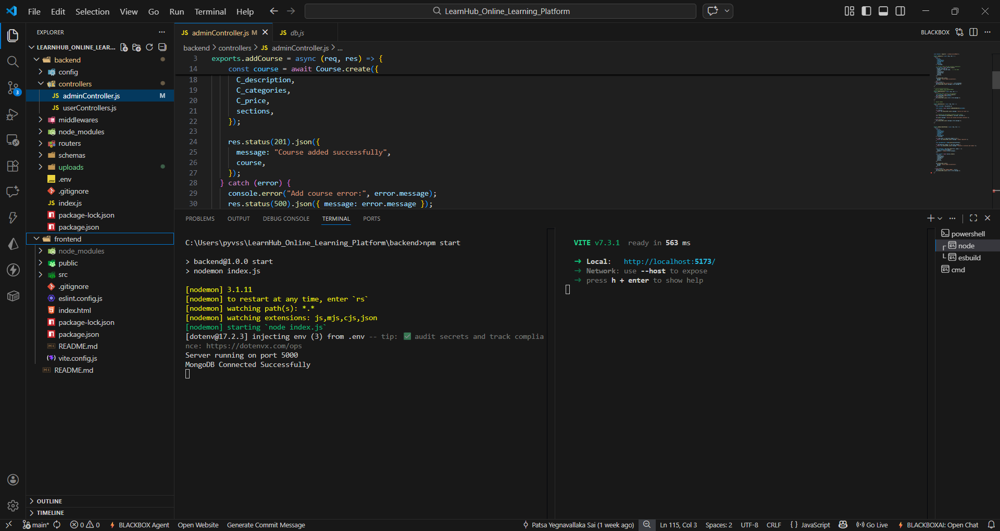 File Edit Selection View Go Run Terminal Help
LearnHub_Online_Learning_Platform
EXPLORER
LEARNHUB_ONLINE_LEAR...
backend
config
controllers
JS adminController.js M
JS userControllers.js
middlewares
node_modules
routers
schemas
uploads
.env
.gitignore
JS index.js
package-lock.json
package.json
frontend
node_modules
public
src
.gitignore
eslint.config.js
index.html
package-lock.json
package.json
README.md
vite.config.js
README.md
OUTLINE
TIMELINE
JS adminController.js M
JS db.js
BLACKBOX
backend > controllers > JS adminController.js > ...
3 exports.addCourse = async (req, res) => {
14 const course = await Course.create({
18 C_description,
19 C_categories,
20 C_price,
21 sections,
22 });
23
24 res.status(201).json({
25 message: "Course added successfully",
26 course,
27 });
28 } catch (error) {
29 console.error("Add course error:", error.message);
30 res.status(500).json({ message: error.message });
PROBLEMS OUTPUT DEBUG CONSOLE TERMINAL PORTS
C:\Users\pyvss\LearnHub_Online_Learning_Platform\backend>npm start
> backend@1.0.0 start
> nodemon index.js
[nodemon] 3.1.11
[nodemon] to restart at any time, enter `rs`
[nodemon] watching path(s): *.*
[nodemon] watching extensions: js,mjs,cjs,json
[nodemon] starting `node index.js`
[dotenv@17.2.3] injecting env (3) from .env -- tip: ✅ audit secrets and track complia
nce: https://dotenvx.com/ops
Server running on port 5000
MongoDB Connected Successfully
VITE v7.3.1 ready in 563 ms
➜ Local: http://localhost:5173/
➜ Network: use --host to expose
➜ press h + enter to show help
powershell
node
esbuild
cmd
3
main* 0 0 BLACKBOX Agent Open Website Generate Commit Message
Patsa Yegnavallaka Sai (1 week ago) Ln 115, Col 3 Spaces: 2 UTF-8 CRLF {} JavaScript Go Live BLACKBOXAI: Open Chat